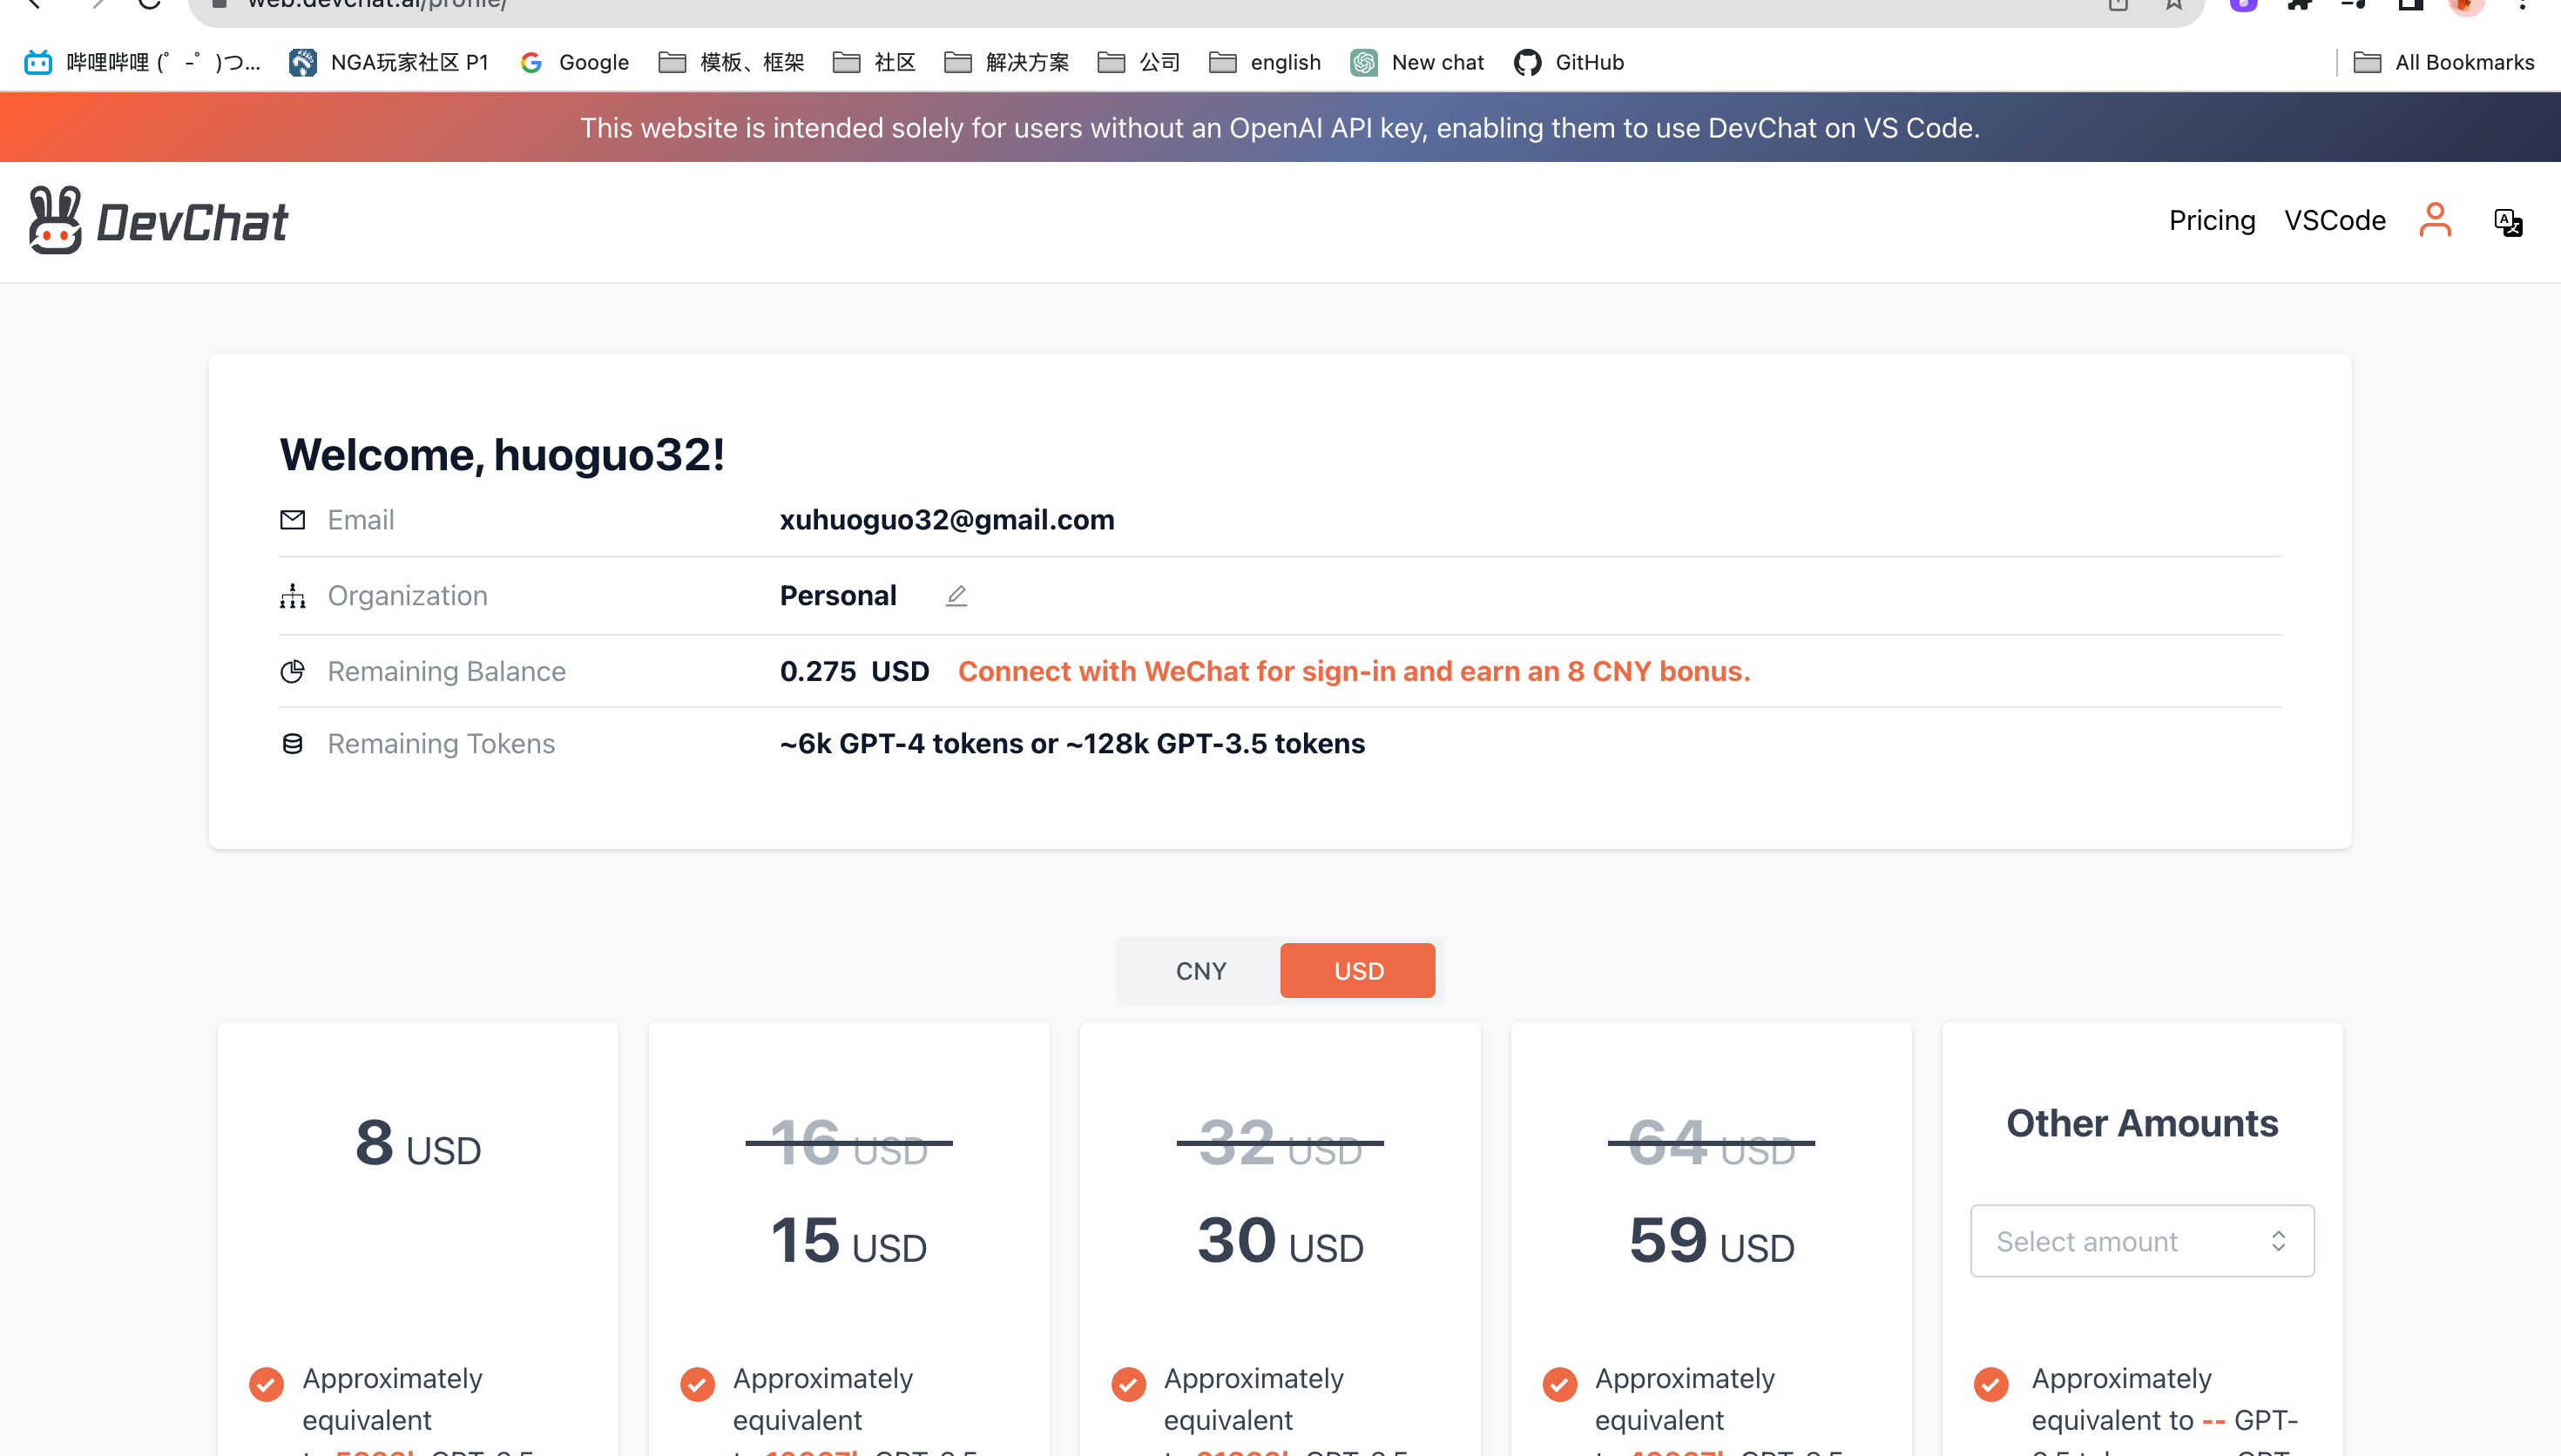 web.devchat.ai/profile/
哔哩哔哩 (゜-゜)つ... NGA玩家社区 P1 Google 模板、框架 社区 解决方案 公司 english New chat GitHub All Bookmarks
This website is intended solely for users without an OpenAI API key, enabling them to use DevChat on VS Code.
DevChat Pricing VSCode
Welcome, huoguo32!
Email xuhuoguo32@gmail.com
Organization Personal
Remaining Balance 0.275 USD Connect with WeChat for sign-in and earn an 8 CNY bonus.
Remaining Tokens ~6k GPT-4 tokens or ~128k GPT-3.5 tokens
CNY USD
8 USD
16 USD
15 USD
32 USD
30 USD
64 USD
59 USD
Other Amounts
Select amount
Approximately
equivalent
Approximately
equivalent
Approximately
equivalent
Approximately
equivalent
Approximately
equivalent to -- GPT-